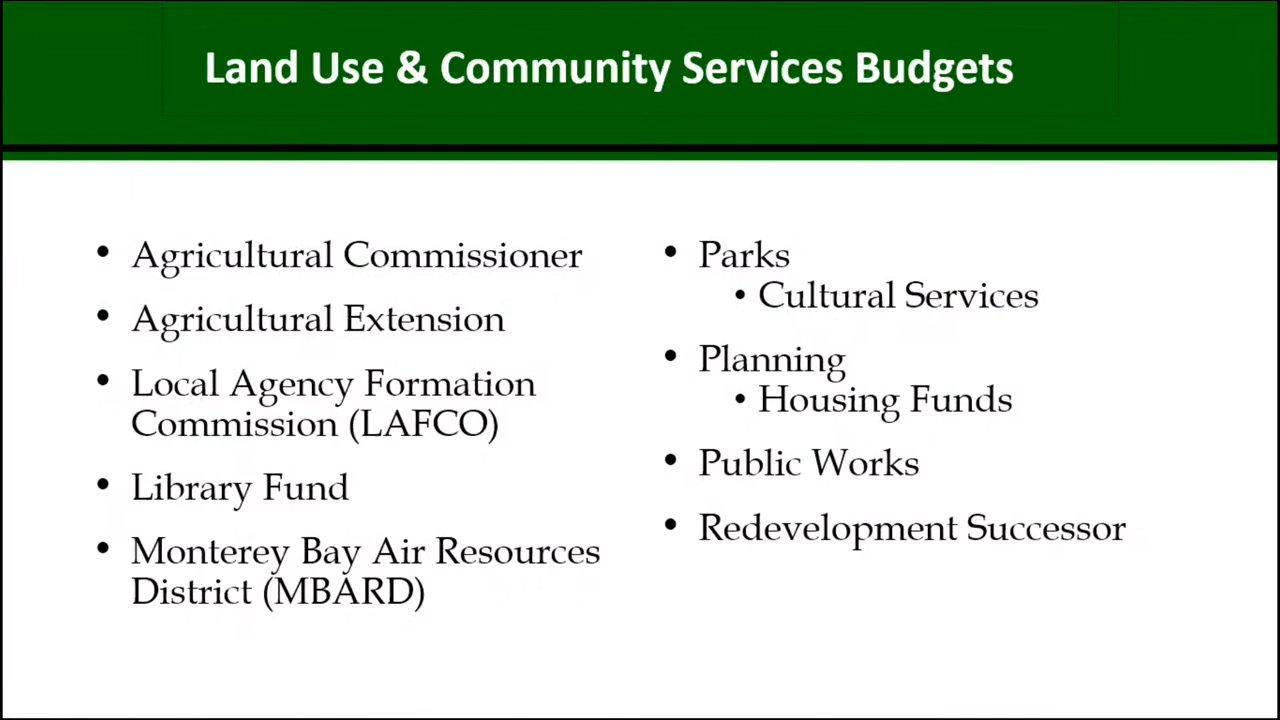 Land Use & Community Services Budgets
• Agricultural Commissioner
• Agricultural Extension
• Local Agency Formation
Commission (LAFCO)
• Library Fund
• Monterey Bay Air Resources
District (MBARD)
• Parks
• Cultural Services
• Planning
• Housing Funds
• Public Works
• Redevelopment Successor